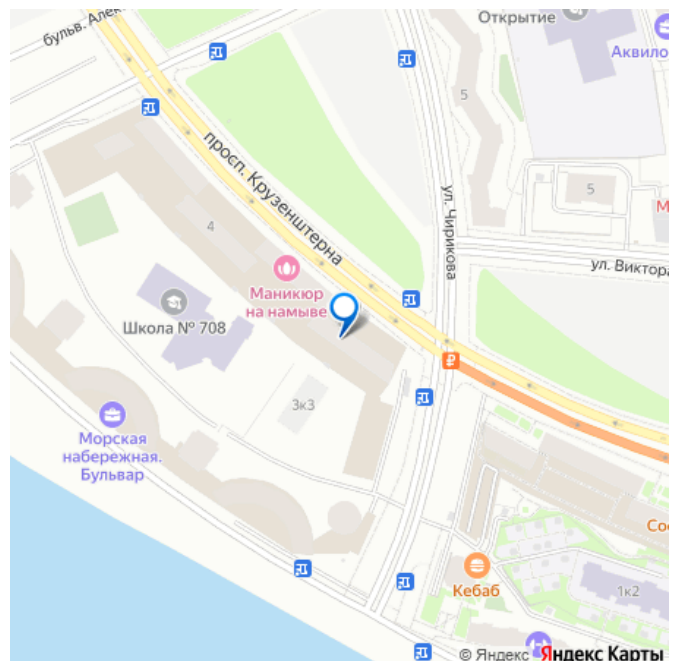 Открытие
бульв. Алек
Аквило
5
просп. Крузенштерна
5
ул. Чирикова
М
4
ул. Виктора
Маникюр
на намыве
Школа № 708
₽
3к3
Морская
набережная.
Бульвар
Сос
Кебаб
1к2
© Яндекс Яндекс Карты